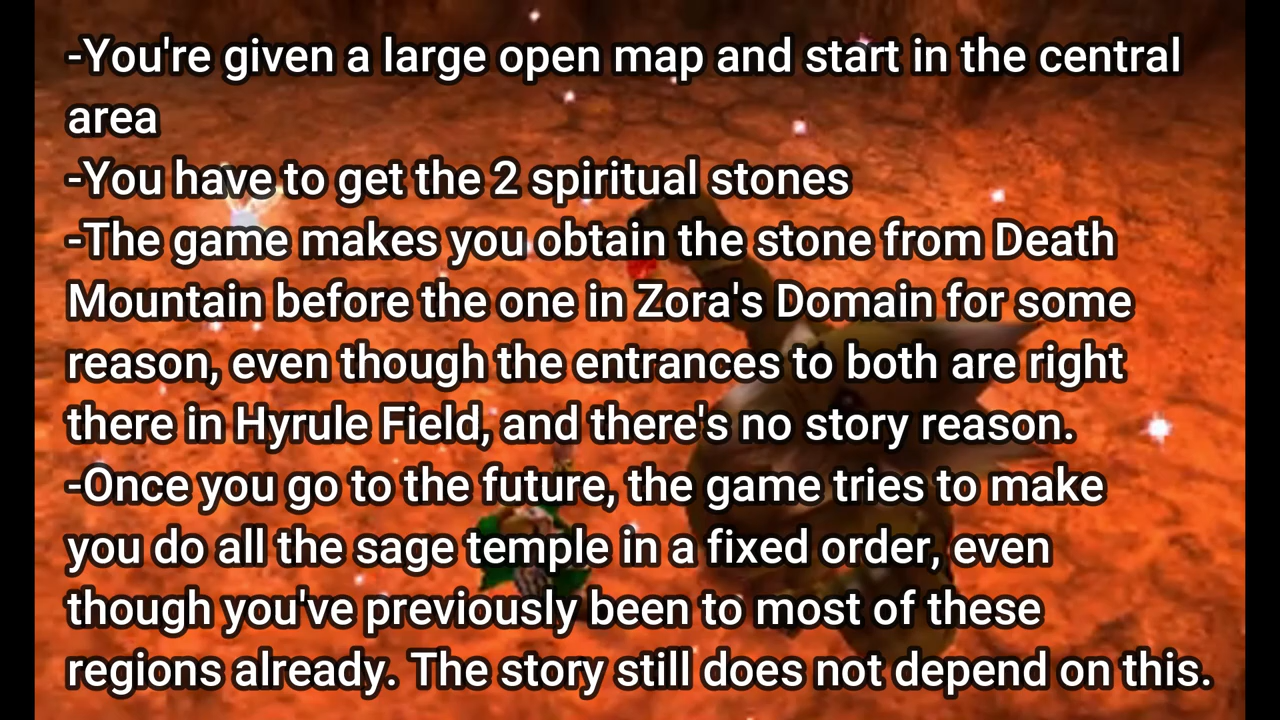 -You're given a large open map and start in the central
area
-You have to get the 2 spiritual stones
-The game makes you obtain the stone from Death
Mountain before the one in Zora's Domain for some
reason, even though the entrances to both are right
there in Hyrule Field, and there's no story reason.
-Once you go to the future, the game tries to make
you do all the sage temple in a fixed order, even
though you've previously been to most of these
regions already. The story still does not depend on this.